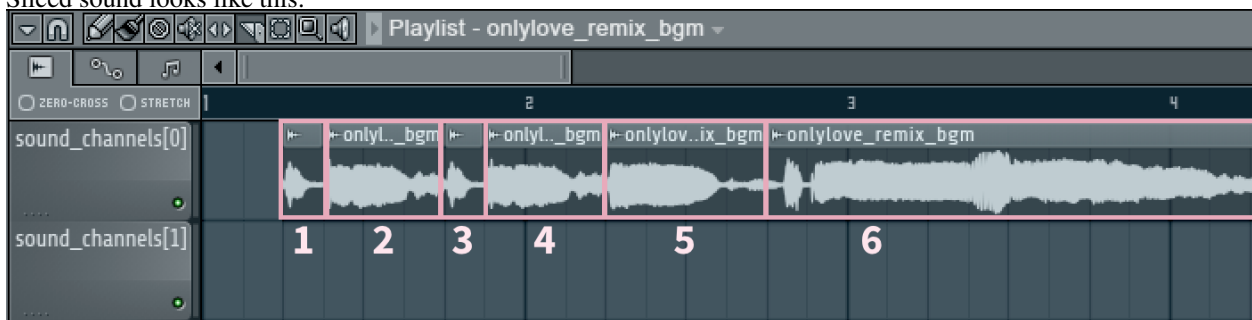 Sliced sound looks like this:
Playlist - onlylove_remix_bgm
ZERO-CROSS STRETCH 1 2 3 4
sound_channels[0] onlyl.._bgm onlyl.._bgm onlylov..ix_bgm onlylove_remix_bgm
sound_channels[1] 1 2 3 4 5 6